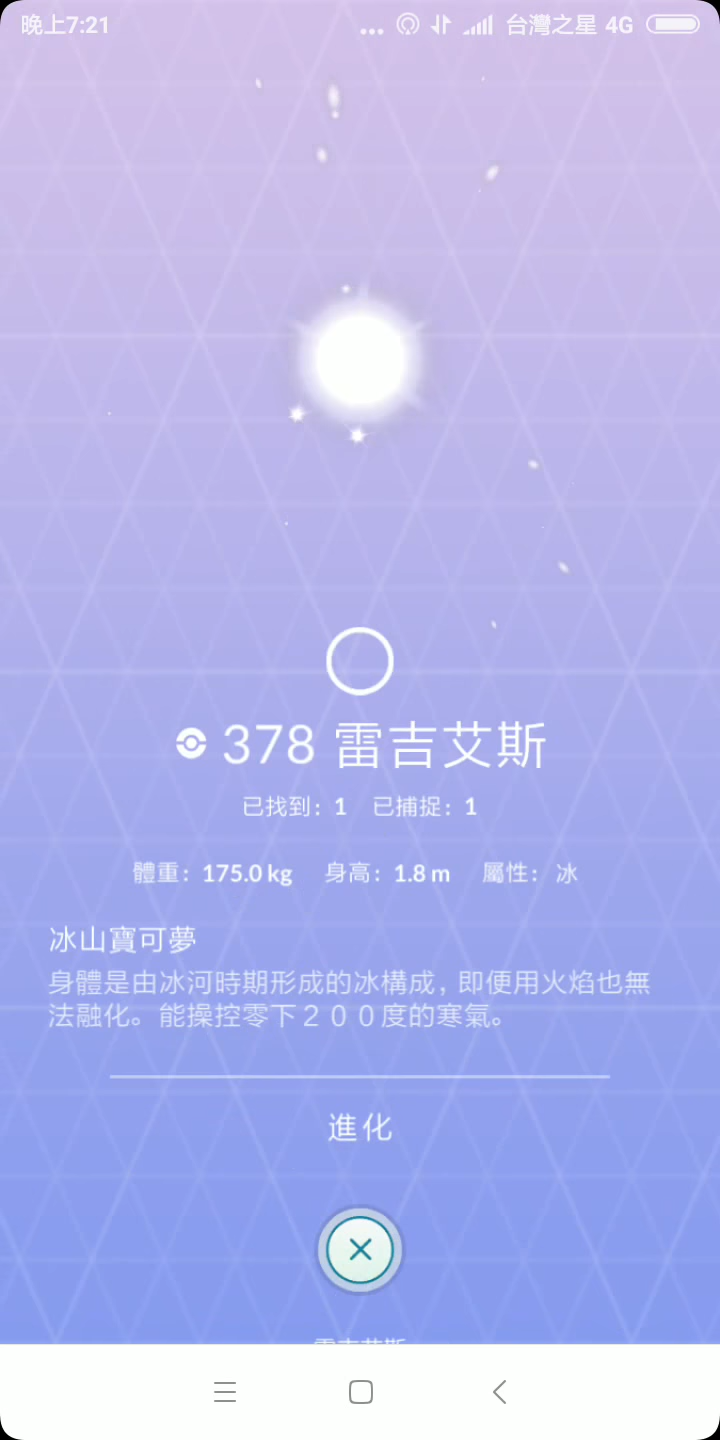 晚上7:21 ... 台灣之星 4G
378 雷吉艾斯
已找到：1 已捕捉：1
體重：175.0 kg 身高：1.8 m 屬性： 冰
冰山寶可夢
身體是由冰河時期形成的冰構成，即便用火焰也無
法融化。能操控零下２００度的寒氣。
進化